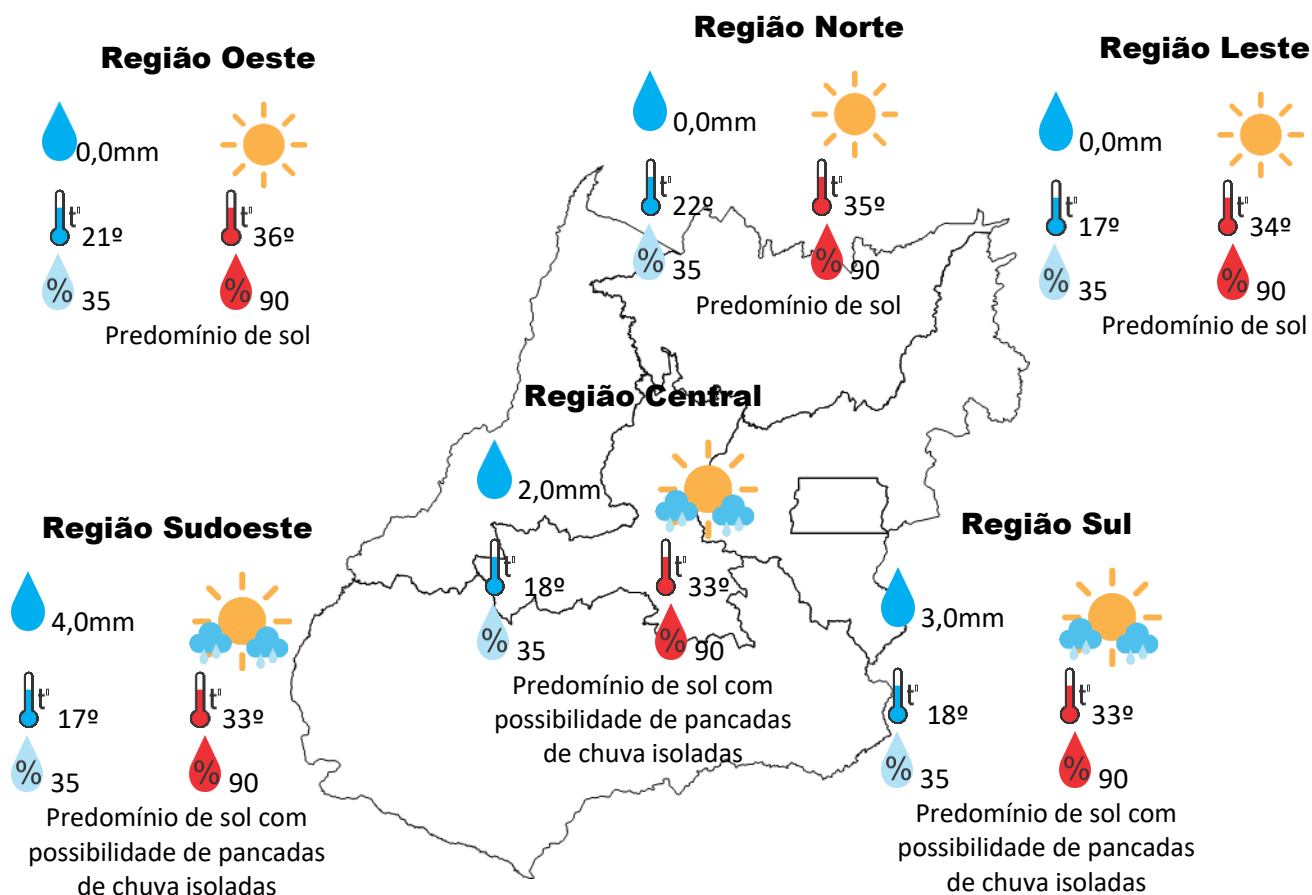 Região Oeste
0,0mm
t°
21º
t°
36º
% 35
% 90
Predomínio de sol
Região Norte
0,0mm
t°
22º
t°
35º
% 35
% 90
Predomínio de sol
Região Leste
0,0mm
t°
17º
t°
34º
% 35
% 90
Predomínio de sol
Região Central
2,0mm
t°
18º
t°
33º
% 35
% 90
Predomínio de sol com
possibilidade de pancadas
de chuva isoladas
Região Sudoeste
4,0mm
t°
17º
t°
33º
% 35
% 90
Predomínio de sol com
possibilidade de pancadas
de chuva isoladas
Região Sul
3,0mm
t°
18º
t°
33º
% 35
% 90
Predomínio de sol com
possibilidade de pancadas
de chuva isoladas